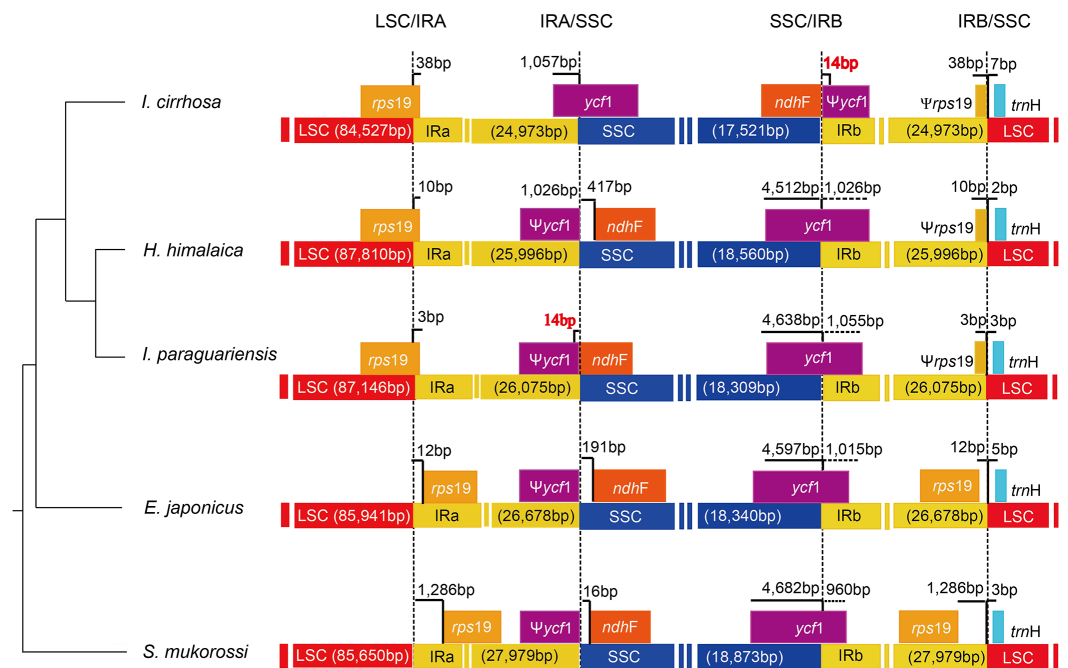 LSC/IRA IRA/SSC SSC/IRB IRB/SSC
38bp 1,057bp 14bp 38bp 7bp
I. cirrhosa rps19 ycf1 ndhF Ψycf1 Ψrps19 trnH
LSC (84,527bp) IRa (24,973bp) SSC (17,521bp) IRb (24,973bp) LSC
10bp 1,026bp 417bp 4,512bp 1,026bp 10bp 2bp
H. himalaica rps19 Ψycf1 ndhF ycf1 Ψrps19 trnH
LSC (87,810bp) IRa (25,996bp) SSC (18,560bp) IRb (25,996bp) LSC
3bp 14bp 4,638bp 1,055bp 3bp 3bp
I. paraguariensis rps19 Ψycf1 ndhF ycf1 Ψrps19 trnH
LSC (87,146bp) IRa (26,075bp) SSC (18,309bp) IRb (26,075bp) LSC
12bp 191bp 4,597bp 1,015bp 12bp 5bp
E. japonicus rps19 Ψycf1 ndhF ycf1 rps19 trnH
LSC (85,941bp) IRa (26,678bp) SSC (18,340bp) IRb (26,678bp) LSC
1,286bp 16bp 4,682bp 960bp 1,286bp 3bp
S. mukorossi rps19 Ψycf1 ndhF ycf1 rps19 trnH
LSC (85,650bp) IRa (27,979bp) SSC (18,873bp) IRb (27,979bp) LSC